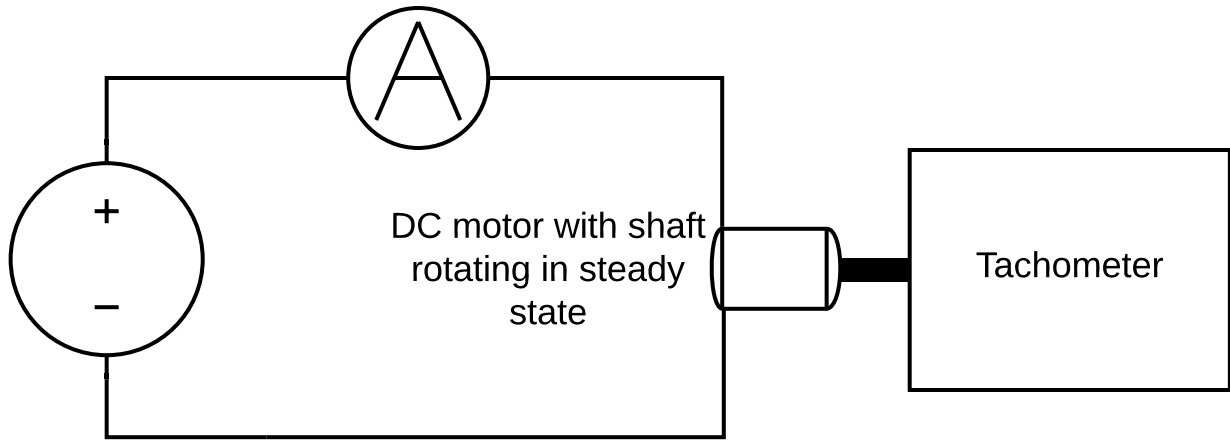 A
+
−
DC motor with shaft
rotating in steady
state
Tachometer